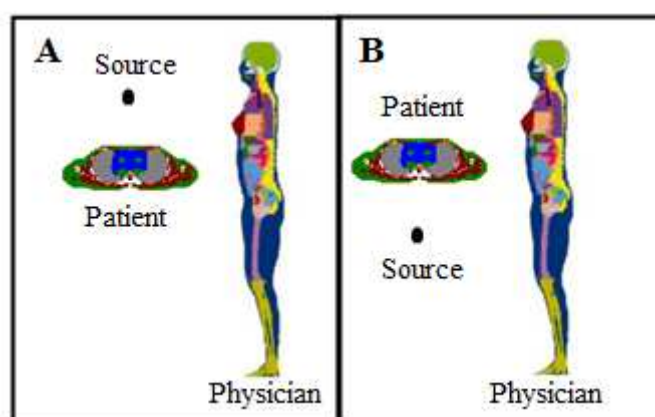 A
Source
Patient
Physician
B
Patient
Source
Physician